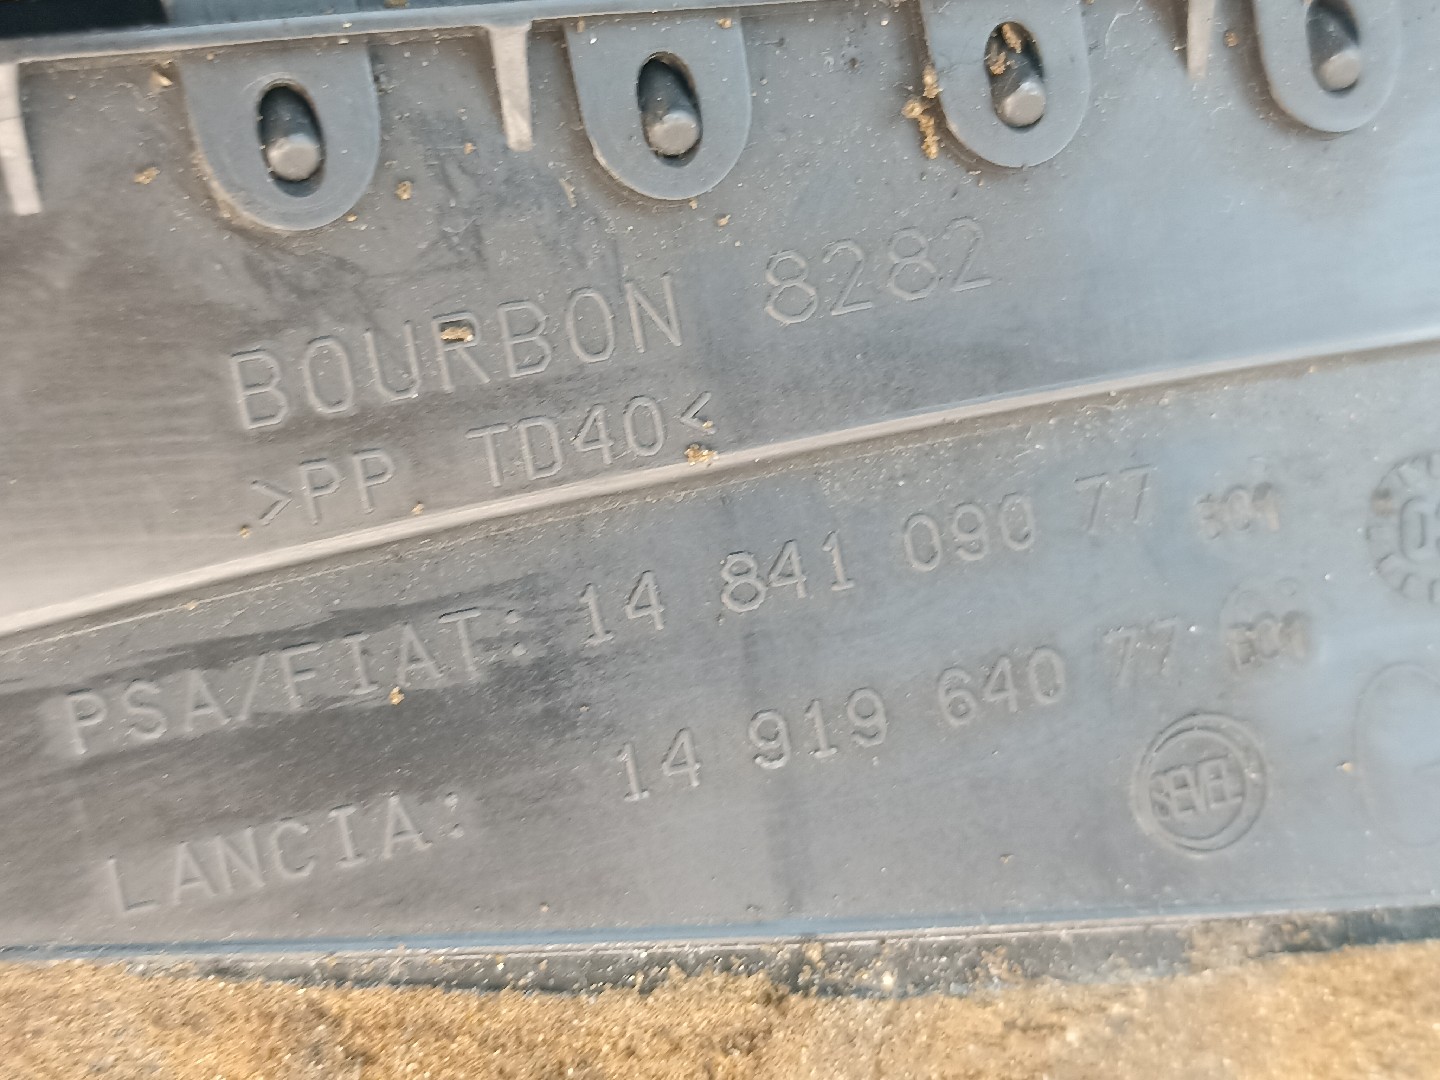 BOURBON 8282
>PP TD40<
PSA/FIAT: 14 841 090 77
LANCIA: 14 919 640 77
SEVEL